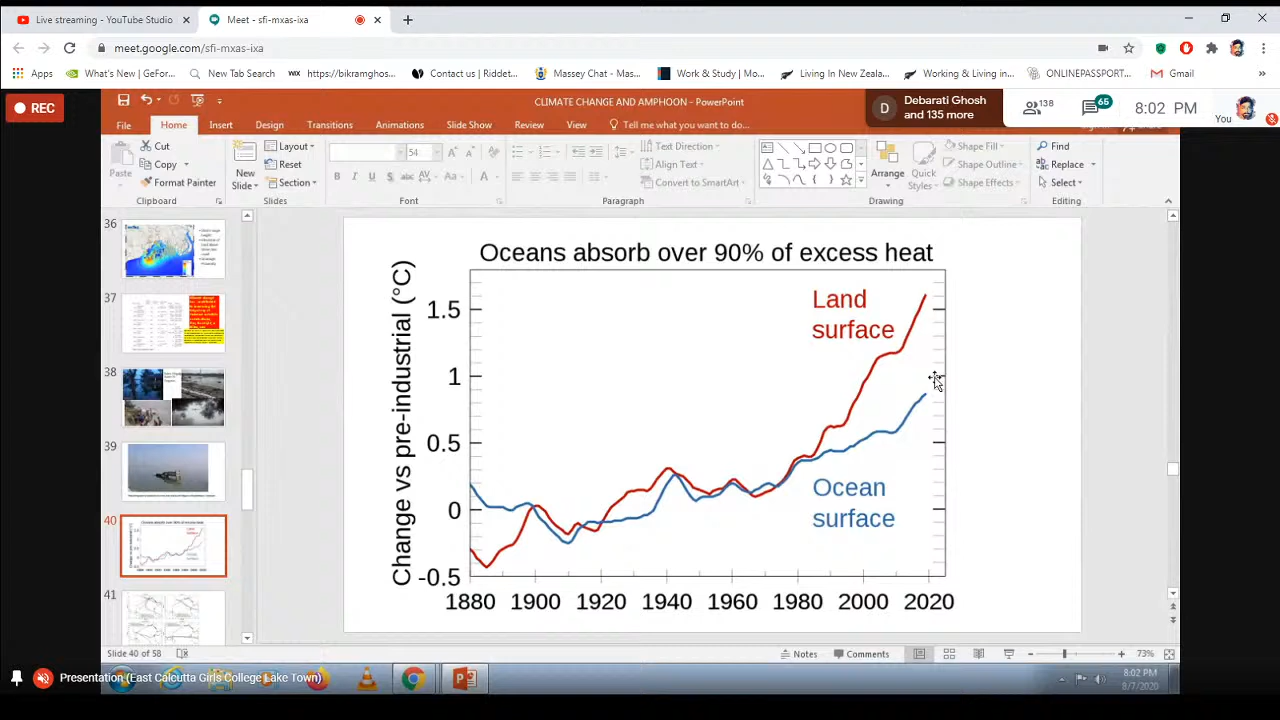 Live streaming - YouTube Studio
Meet - sfi-mxas-ixa
meet.google.com/sfi-mxas-ixa
Apps
What's New (GeFor...
New Tab Search
WIX https://bikramghos...
Contact us | Riddet...
Massey Chat - Mas...
Work & Study | Mo...
Living In New Zeala...
Working & Living in...
ONLINEPASSPORT...
Gmail
REC
CLIMATE CHANGE AND AMPHOON - PowerPoint
D
Debarati Ghosh
and 135 more
138
65
8:02 PM
You
File
Home
Insert
Design
Transitions
Animations
Slide Show
Review
View
Tell me what you want to do...
Paste
Cut
Copy
Format Painter
Clipboard
New
Slide
Layout
Reset
Section
Slides
54
Font
Text Direction
Align Text
Convert to SmartArt
Paragraph
Arrange
Quick
Styles
Shape Fill
Shape Outline
Shape Effects
Drawing
Find
Replace
Select
Editing
36
37
38
39
40
41
Oceans absorb over 90% of excess heat
Change vs pre-industrial (°C)
1.5
1
0.5
0
-0.5
Land
surface
Ocean
surface
1880 1900 1920 1940 1960 1980 2000 2020
Slide 40 of 58
Notes
Comments
73%
Presentation (East Calcutta Girls College Lake Town)
8:02 PM
8/7/2020